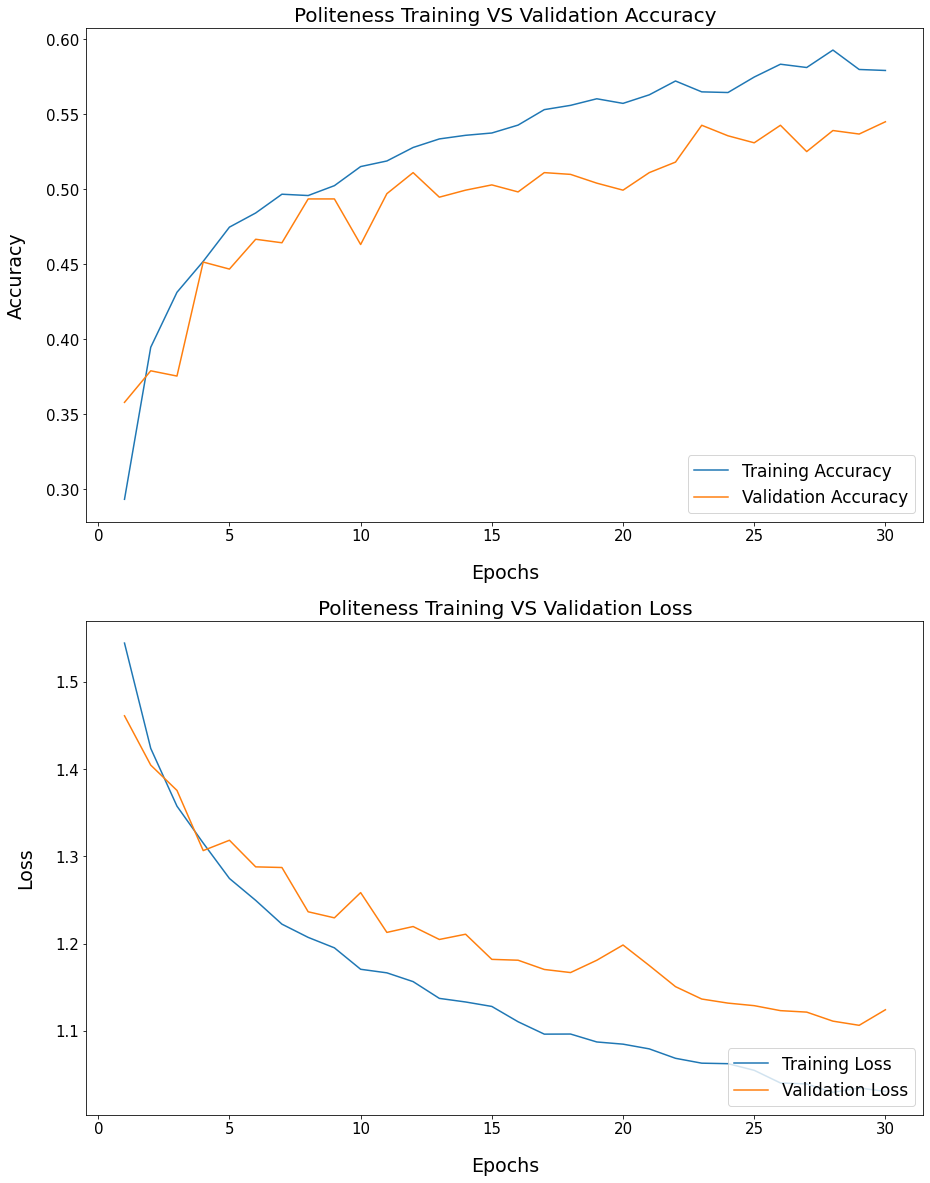 Politeness Training VS Validation Accuracy
0.60
0.55
0.50
0.45
0.40
0.35
0.30
Accuracy
Training Accuracy
Validation Accuracy
0 5 10 15 20 25 30
Epochs
Politeness Training VS Validation Loss
1.5
1.4
1.3
1.2
1.1
Loss
Training Loss
Validation Loss
0 5 10 15 20 25 30
Epochs